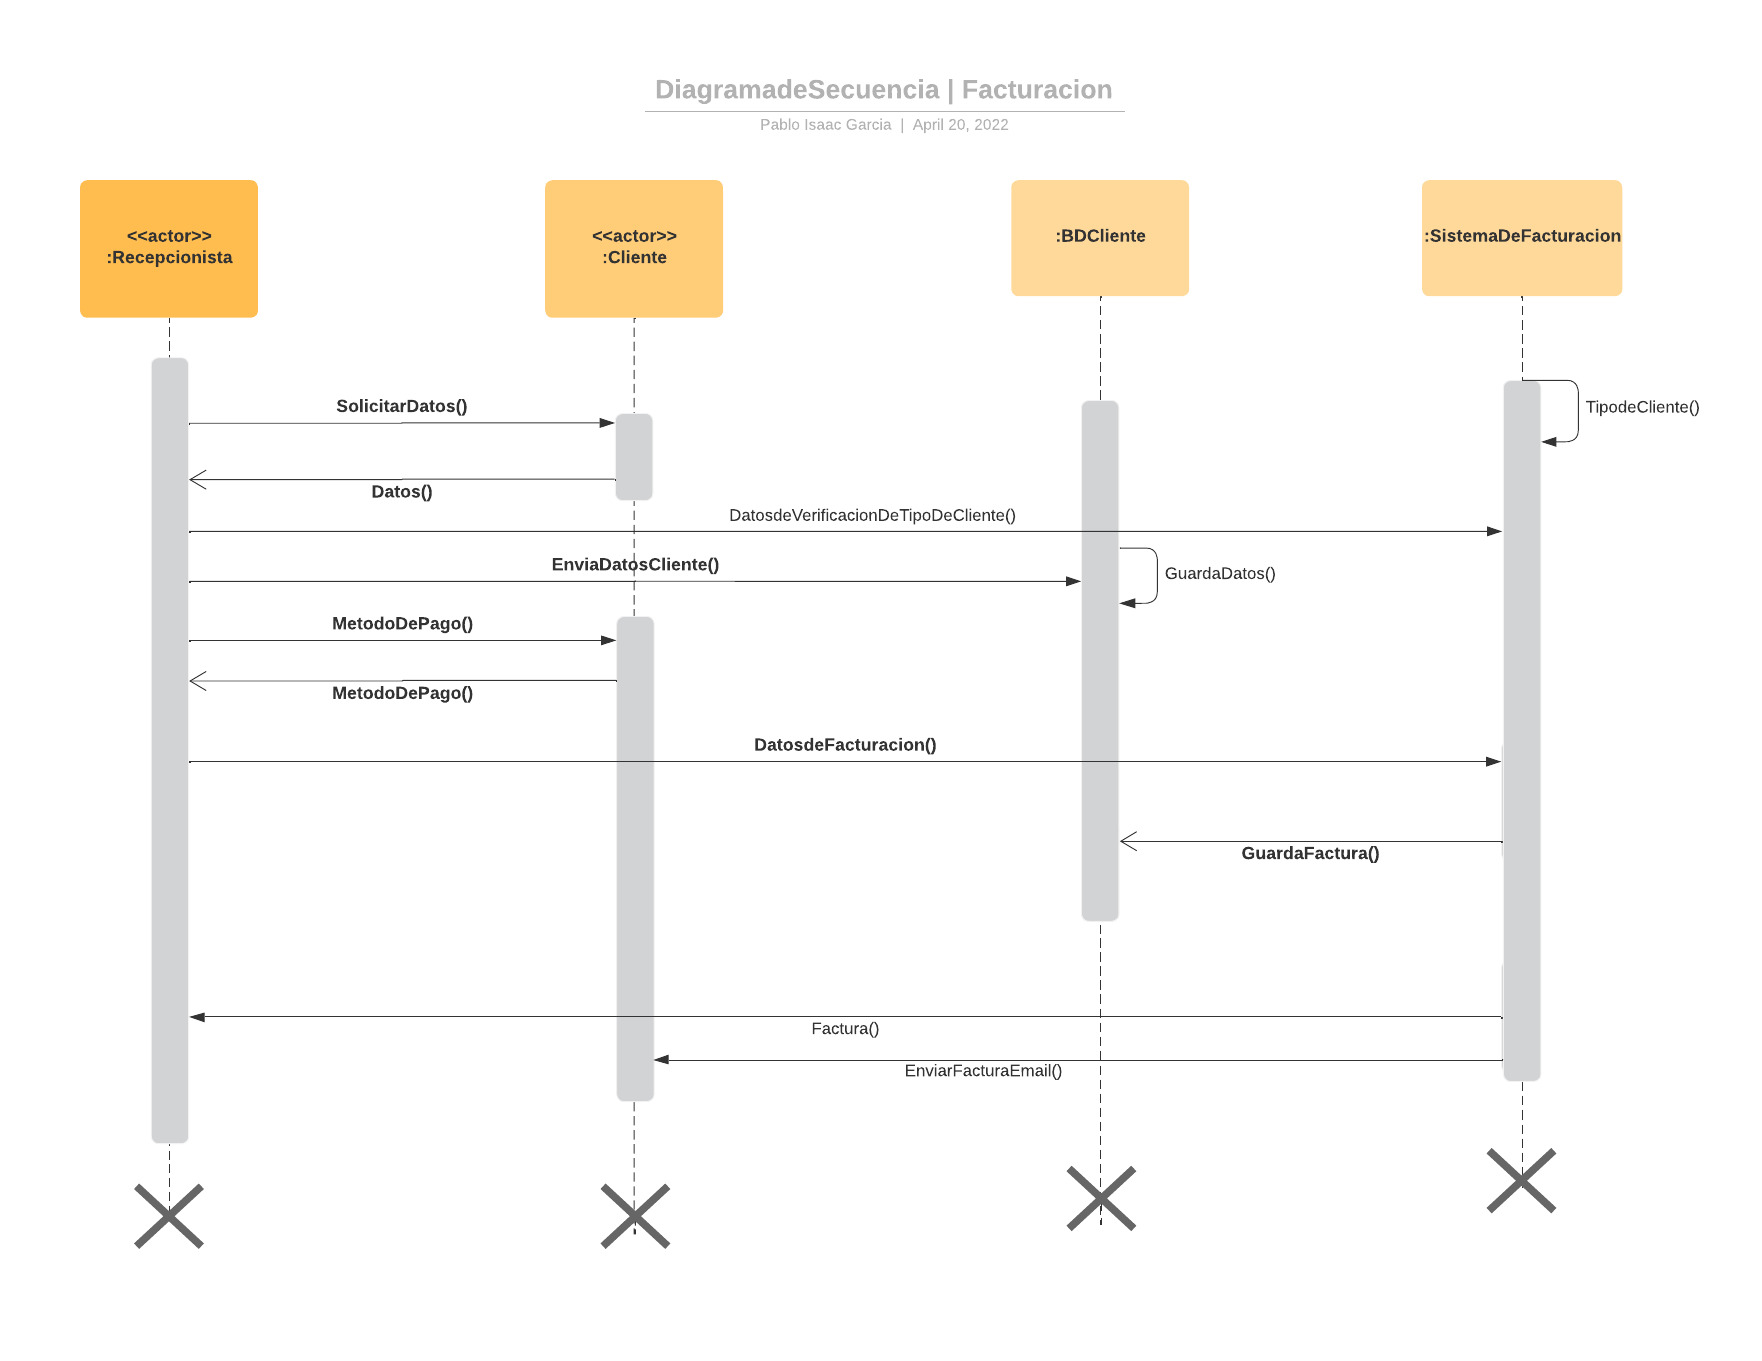 DiagramadeSecuencia | Facturacion
Pablo Isaac Garcia | April 20, 2022
<<actor>>
:Recepcionista
<<actor>>
:Cliente
:BDCliente
:SistemaDeFacturacion
SolicitarDatos()
TipodeCliente()
Datos()
DatosdeVerificacionDeTipoDeCliente()
EnviaDatosCliente()
GuardaDatos()
MetodoDePago()
MetodoDePago()
DatosdeFacturacion()
GuardaFactura()
Factura()
EnviarFacturaEmail()